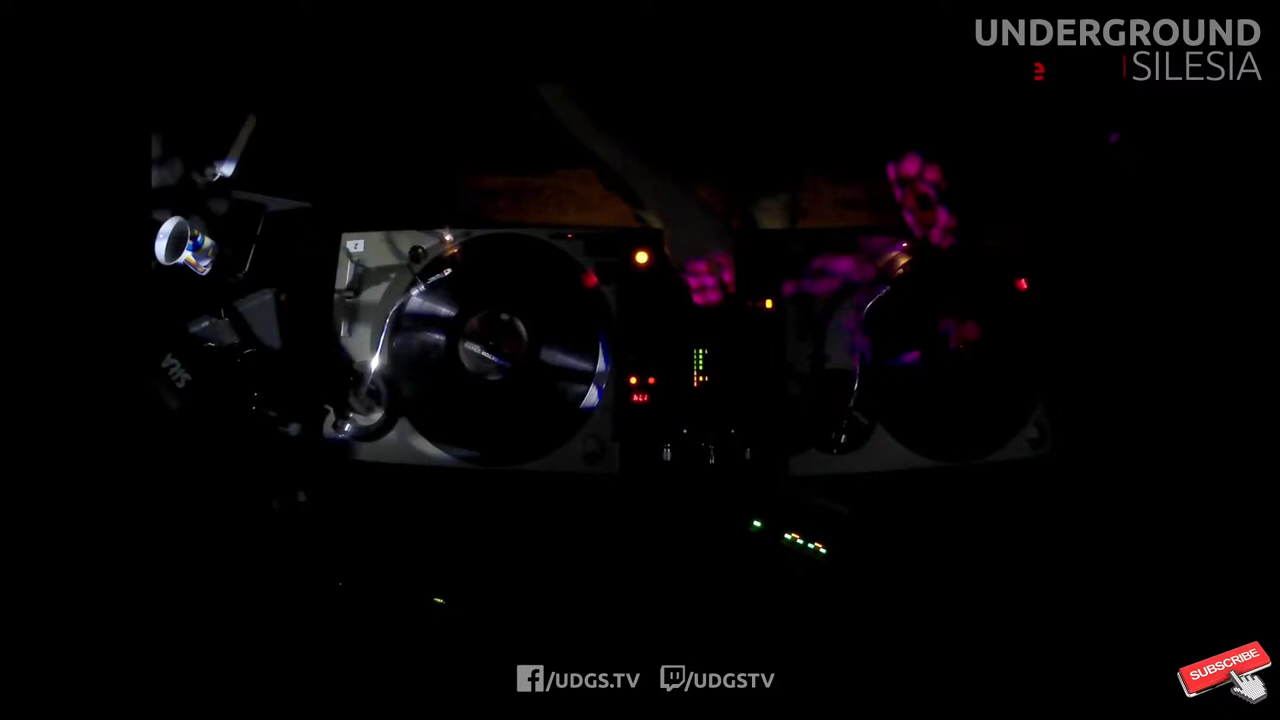 UNDERGROUND
SILESIA
/UDGS.TV
/UDGSTV
SUBSCRIBE